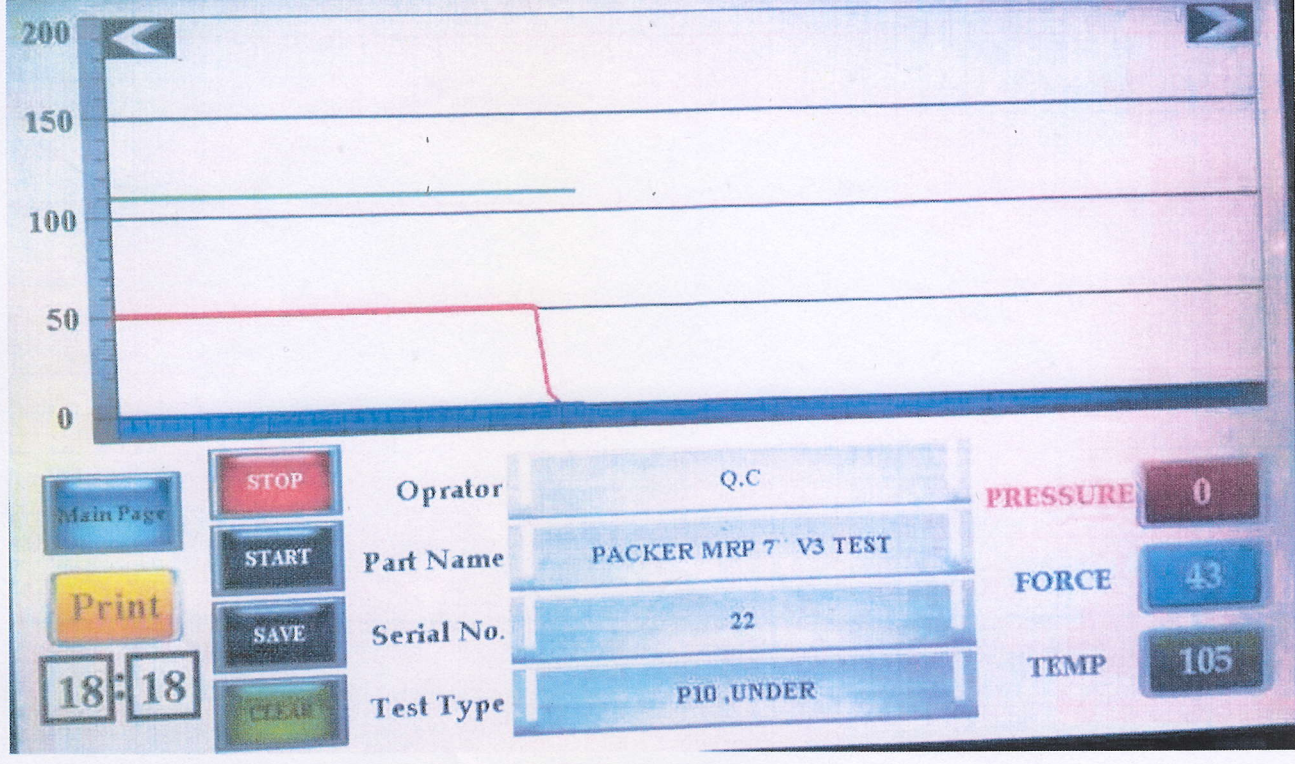 200
150
100
50
0
Main Page
Print
18:18
STOP
START
SAVE
CLEAR
Oprator Q.C
Part Name PACKER MRP 7'' V3 TEST
Serial No. 22
Test Type P10 ,UNDER
PRESSURE 0
FORCE 43
TEMP 105